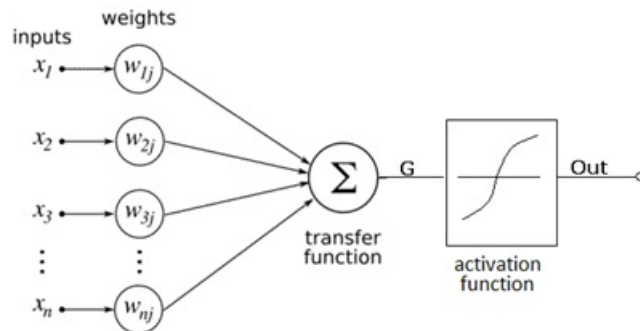 weights
inputs
x1 w1j
x2 w2j
x3 w3j
⋮ ⋮
xn wnj
Σ
transfer
function
G
activation
function
Out